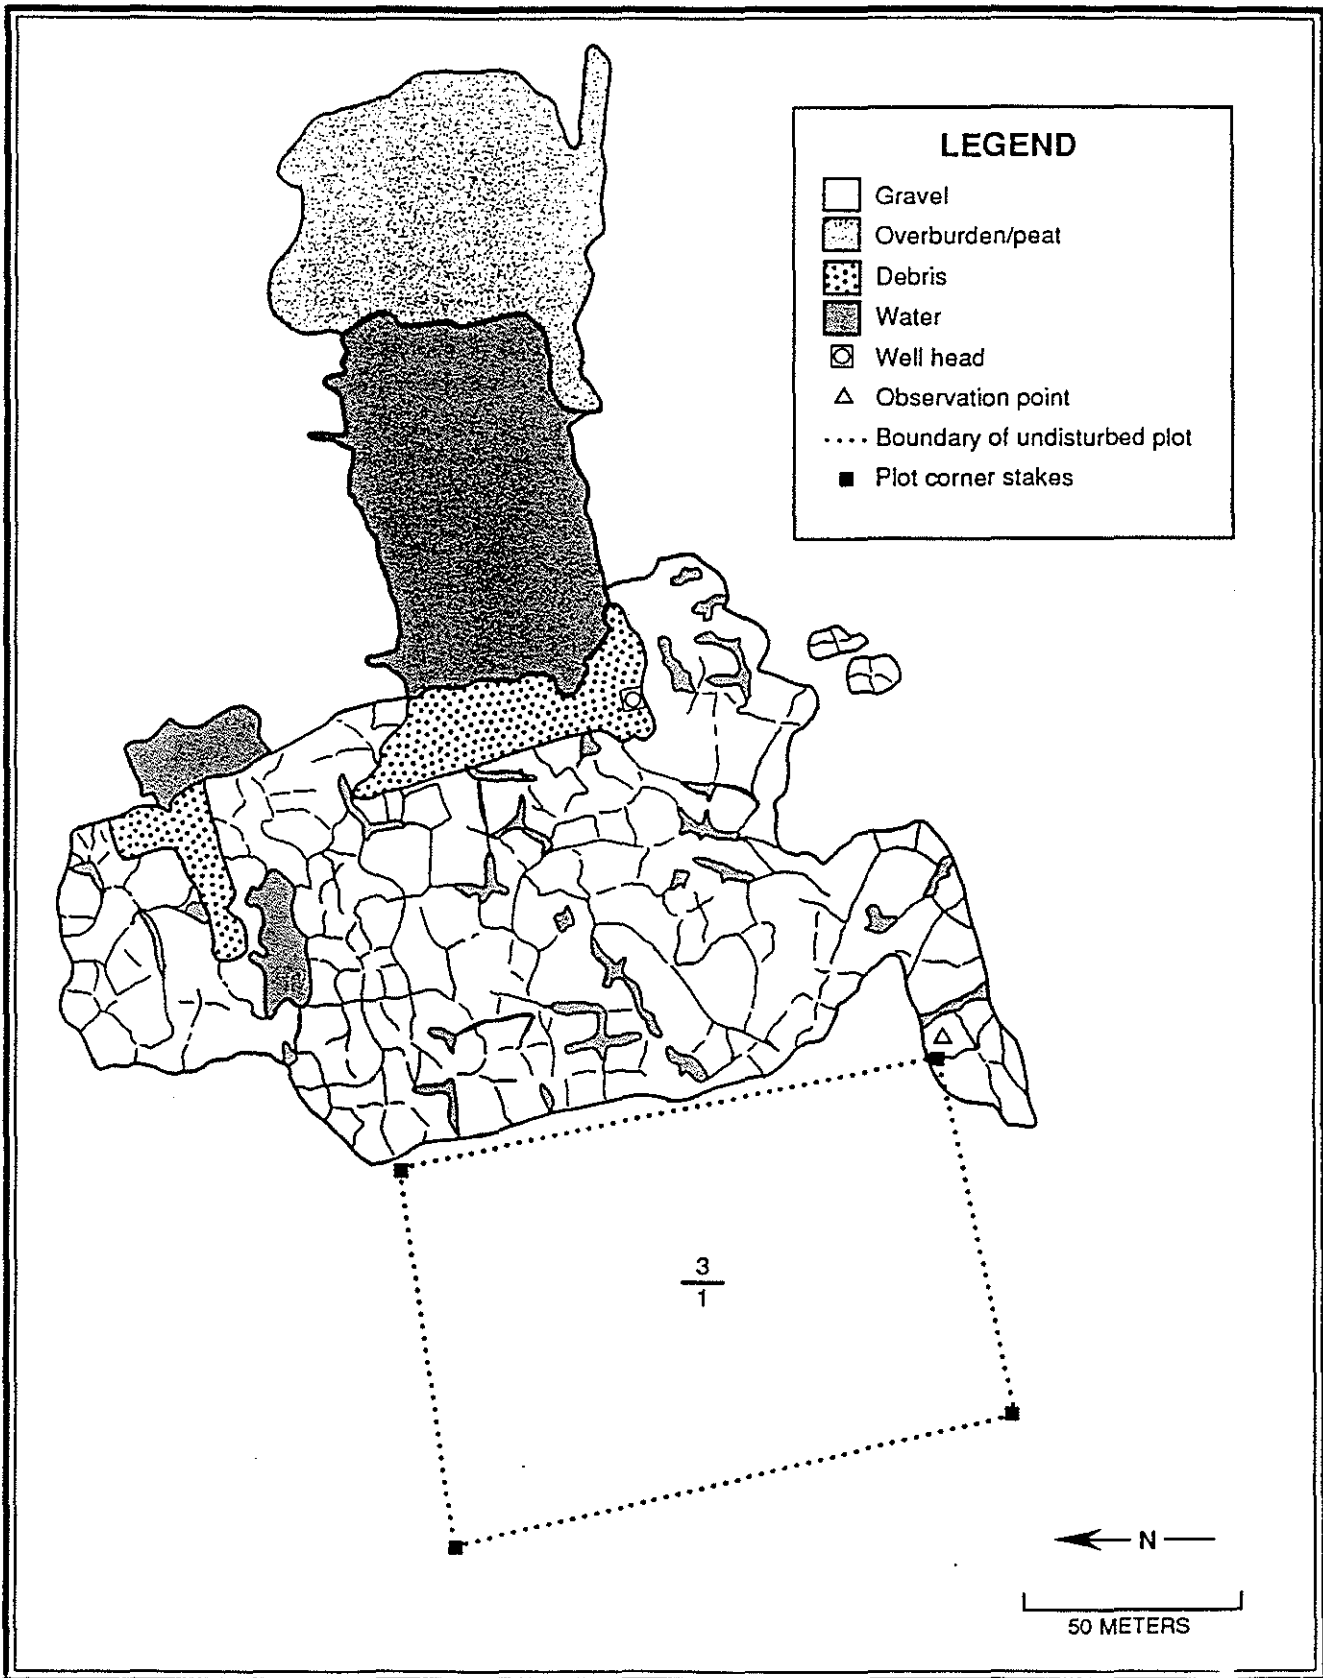 LEGEND
Gravel
Overburden/peat
Debris
Water
Well head
Observation point
Boundary of undisturbed plot
Plot corner stakes
3
1
N
50 METERS